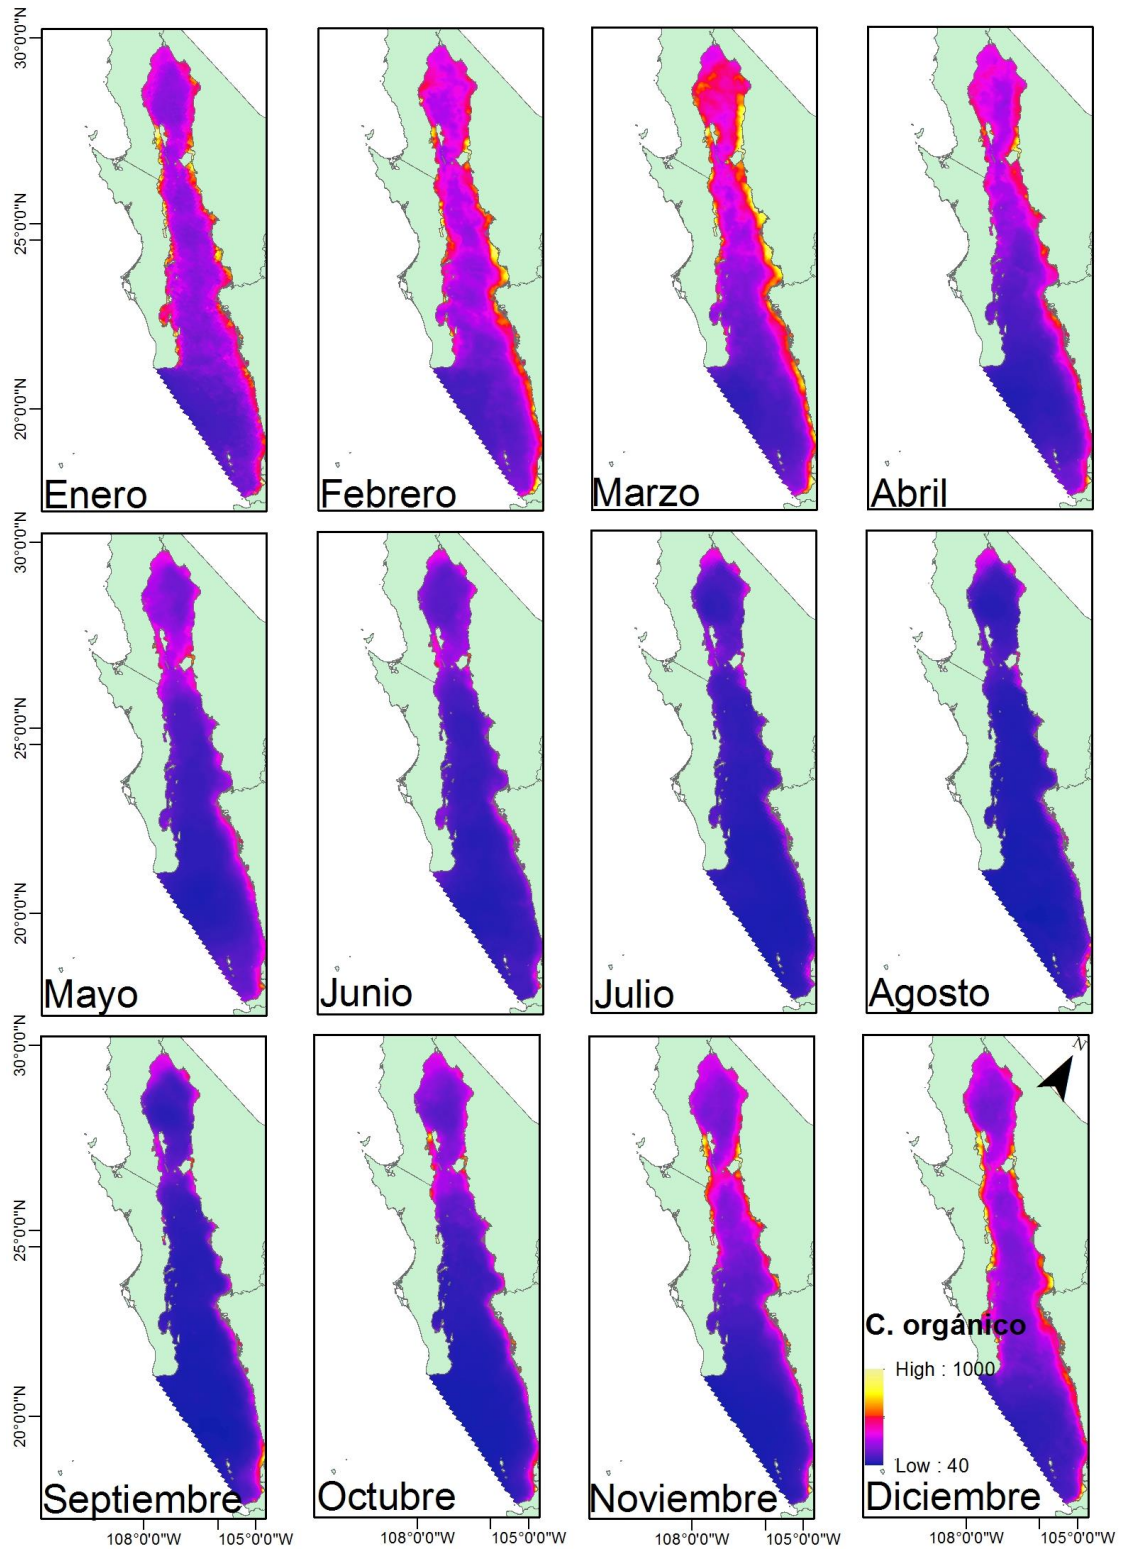 30°0'0"N
25°0'0"N
20°0'0"N
Enero
Febrero
Marzo
Abril
30°0'0"N
25°0'0"N
20°0'0"N
Mayo
Junio
Julio
Agosto
30°0'0"N
25°0'0"N
20°0'0"N
N
C. orgánico
High : 1000
Low : 40
Septiembre
Octubre
Noviembre
Diciembre
108°0'0"W
105°0'0"W
108°0'0"W
105°0'0"W
108°0'0"W
105°0'0"W
108°0'0"W
105°0'0"W